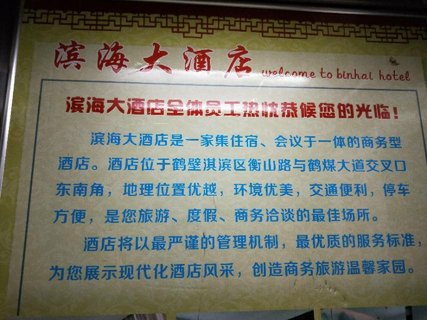 滨海大酒店 welcome to binhai hotel
滨海大酒店全体员工热忱恭候您的光临！
滨海大酒店是一家集住宿、会议于一体的商务型
酒店。酒店位于鹤壁淇滨区衡山路与鹤煤大道交叉口
东南角，地理位置优越，环境优美，交通便利，停车
方便，是您旅游、度假、商务洽谈的最佳场所。
酒店将以最严谨的管理机制，最优质的服务标准，
为您展示现代化酒店风采，创造商务旅游温馨家园。